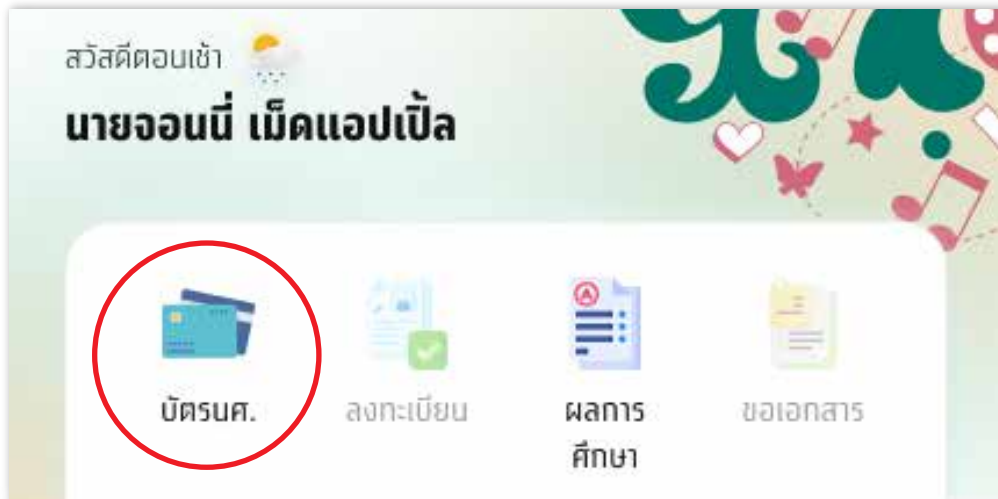 สวัสดีตอนเช้า
นายจอนนี่ เม็ดแอปเปิ้ล
บัตรนศ.
ลงทะเบียน
ผลการ
ศึกษา
ขอเอกสาร